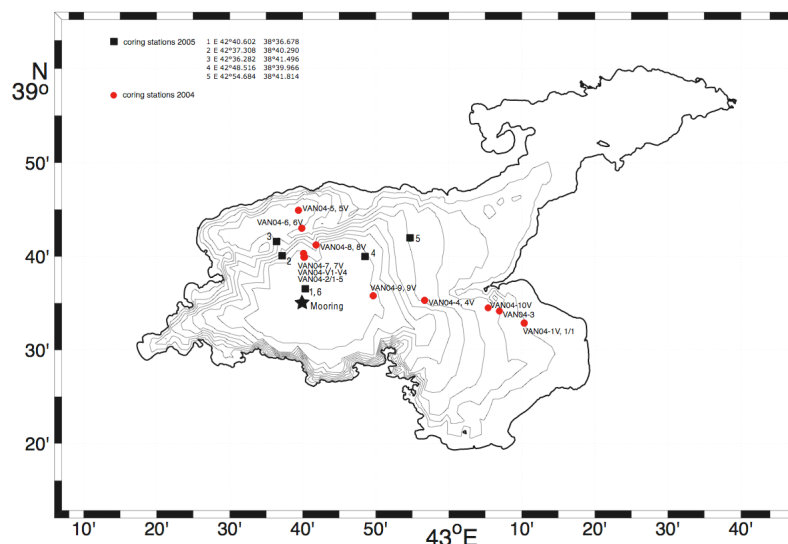 coring stations 2005
1 E 42°40.602 38°36.678
2 E 42°37.308 38°40.290
3 E 42°36.282 38°41.496
4 E 42°48.516 38°39.966
5 E 42°54.684 38°41.814
N
39º
coring stations 2004
50'
VAN04-5, 5V
VAN04-6, 6V
3
5
40'
VAN04-8, 8V
2
4
VAN04-7, 7V
VAN04-V1-V4
VAN04-2/1-5
1,6
VAN04-9, 9V
VAN04-4, 4V
VAN04-10V
Mooring
VAN04-3
VAN04-1V, 1/1
30'
20'
10' 20' 30' 40' 50' 43ºE 10' 20' 30' 40'